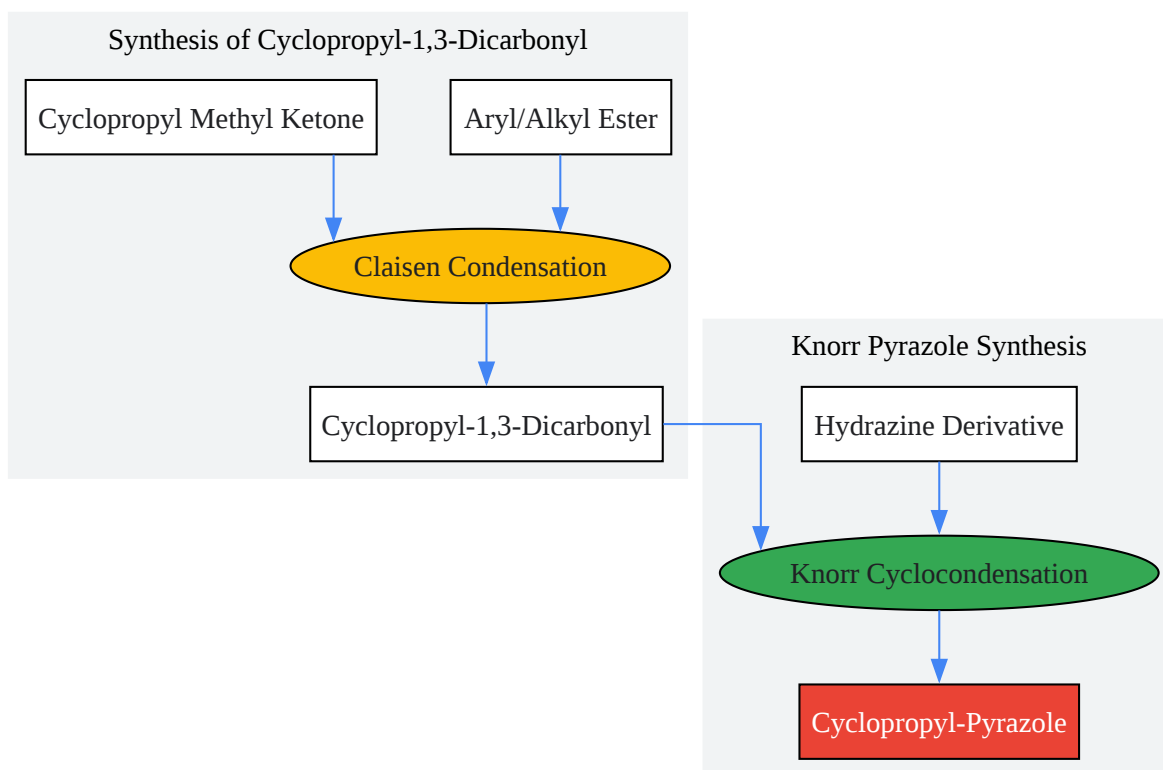 Synthesis of Cyclopropyl-1,3-Dicarbonyl
Cyclopropyl Methyl Ketone
Aryl/Alkyl Ester
Claisen Condensation
Cyclopropyl-1,3-Dicarbonyl
Knorr Pyrazole Synthesis
Hydrazine Derivative
Knorr Cyclocondensation
Cyclopropyl-Pyrazole